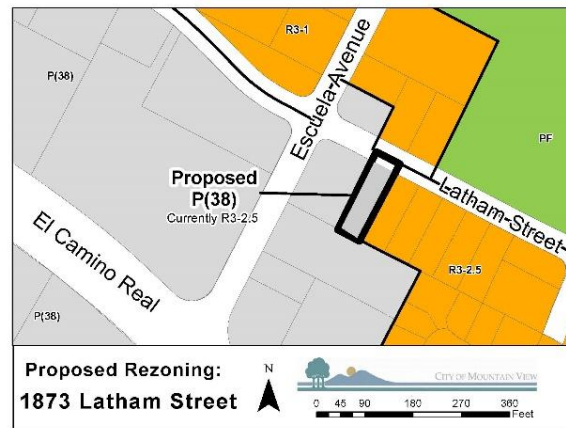 R3-1
P(38)
Escuela Avenue
PF
Proposed
P(38)
Currently R3-2.5
Latham Street
El Camino Real
R3-2.5
P(38)
Proposed Rezoning:
1873 Latham Street
N
CITY OF MOUNTAIN VIEW
0 45 90 180 270 360
Feet